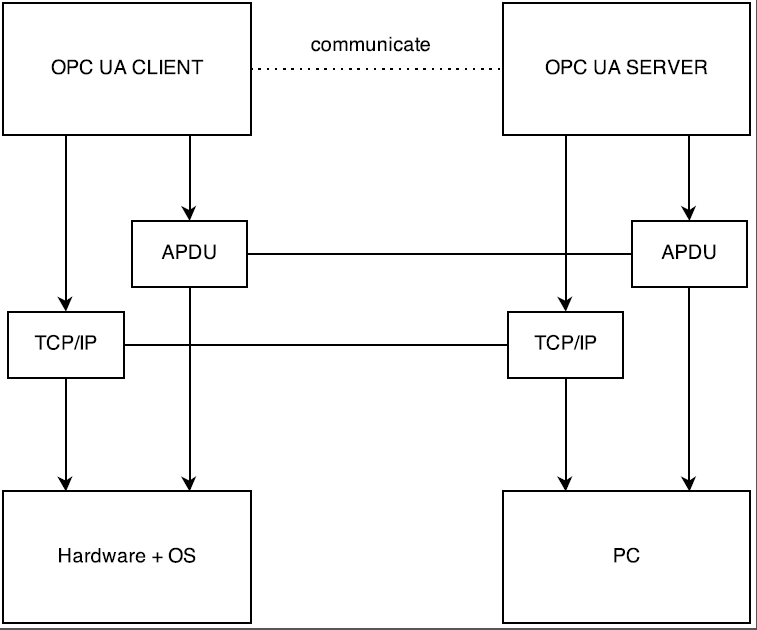 communicate
OPC UA CLIENT
OPC UA SERVER
APDU
APDU
TCP/IP
TCP/IP
Hardware + OS
PC